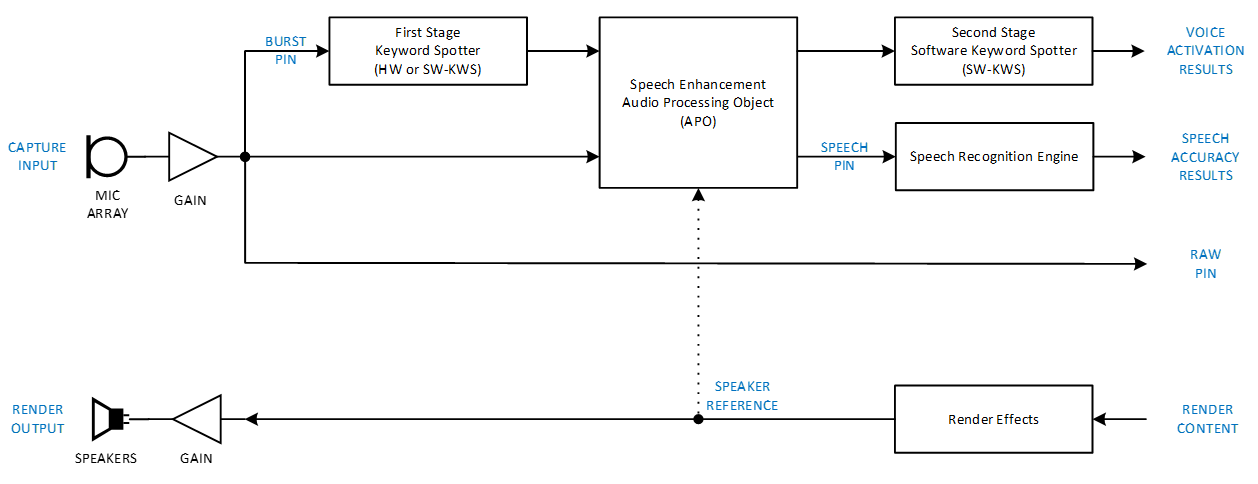 BURST
PIN
First Stage
Keyword Spotter
(HW or SW-KWS)
Speech Enhancement
Audio Processing Object
(APO)
Second Stage
Software Keyword Spotter
(SW-KWS)
VOICE
ACTIVATION
RESULTS
CAPTURE
INPUT
MIC
ARRAY
GAIN
SPEECH
PIN
Speech Recognition Engine
SPEECH
ACCURACY
RESULTS
RAW
PIN
RENDER
OUTPUT
SPEAKERS
GAIN
SPEAKER
REFERENCE
Render Effects
RENDER
CONTENT